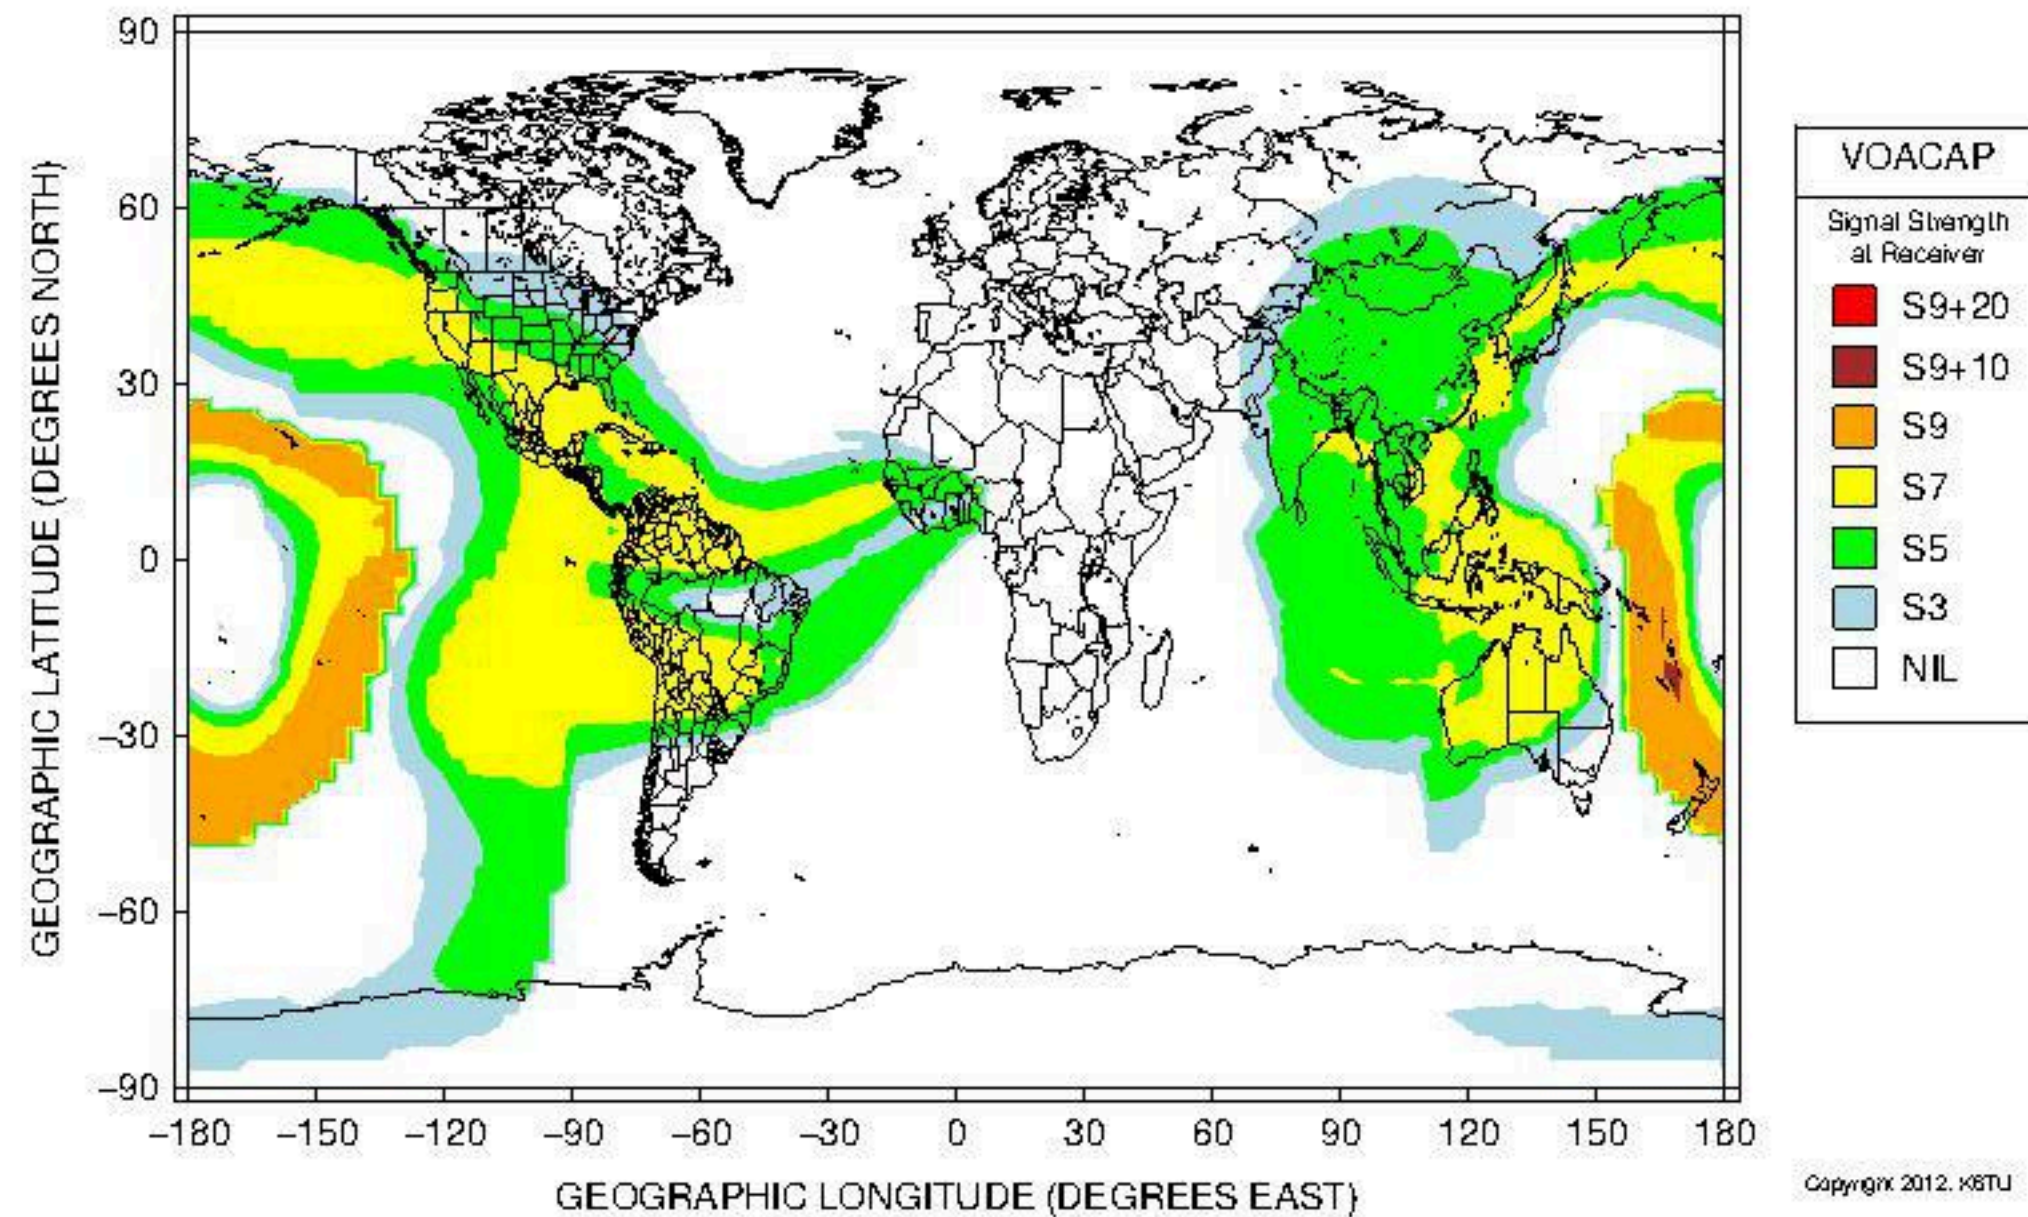 90
60
30
0
−30
−60
−90
GEOGRAPHIC LATITUDE (DEGREES NORTH)
−180 −150 −120 −90 −60 −30 0 30 60 90 120 150 180
GEOGRAPHIC LONGITUDE (DEGREES EAST)
VOACAP
Signal Strength
at Receiver
S9+20
S9+10
S9
S7
S5
S3
NIL
Copyright 2012, K6TU